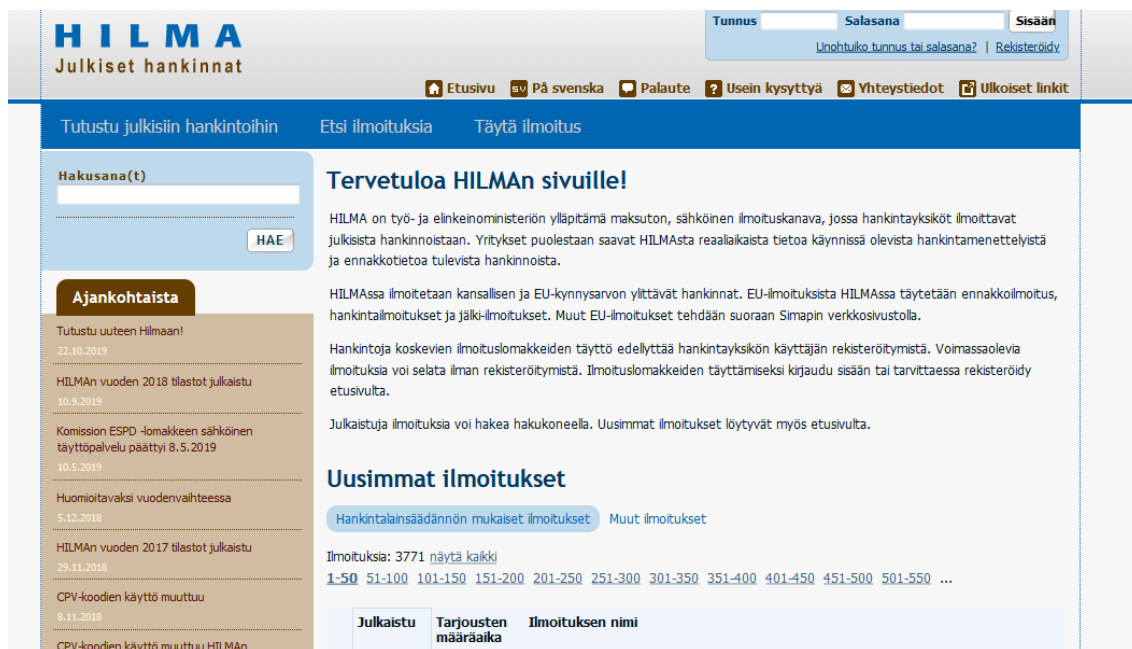 HILMA
Julkiset hankinnat
Tunnus Salasana Sisään
Unohtuiko tunnus tai salasana? | Rekisteröidy
Etusivu sv På svenska Palaute ? Usein kysyttyä Yhteystiedot Ulkoiset linkit
Tutustu julkisiin hankintoihin Etsi ilmoituksia Täytä ilmoitus
Hakusana(t)
HAE
Ajankohtaista
Tutustu uuteen Hilmaan!
22.10.2019
HILMAn vuoden 2018 tilastot julkaistu
10.9.2019
Komission ESPD -lomakkeen sähköinen
täyttöpalvelu päättyi 8.5.2019
10.5.2019
Huomioitavaksi vuodenvaihteessa
5.12.2018
HILMAn vuoden 2017 tilastot julkaistu
29.11.2018
CPV-koodien käyttö muuttuu
8.11.2018
CPV-koodien käyttö muuttuu HILMAn
Tervetuloa HILMAn sivuille!
HILMA on työ- ja elinkeinoministeriön ylläpitämä maksuton, sähköinen ilmoituskanava, jossa hankintayksiköt ilmoittavat
julkisista hankinnoistaan. Yritykset puolestaan saavat HILMAsta reaaliaikaista tietoa käynnissä olevista hankintamenettelyistä
ja ennakkotietoa tulevista hankinnoista.
HILMAssa ilmoitetaan kansallisen ja EU-kynnysarvon ylittävät hankinnat. EU-ilmoituksista HILMAssa täytetään ennakkoilmoitus,
hankintailmoitukset ja jälki-ilmoitukset. Muut EU-ilmoitukset tehdään suoraan Simapin verkkosivustolla.
Hankintoja koskevien ilmoituslomakkeiden täyttö edellyttää hankintayksikön käyttäjän rekisteröitymistä. Voimassaolevia
ilmoituksia voi selata ilman rekisteröitymistä. Ilmoituslomakkeiden täyttämiseksi kirjaudu sisään tai tarvittaessa rekisteröidy
etusivulta.
Julkaistuja ilmoituksia voi hakea hakukoneella. Uusimmat ilmoitukset löytyvät myös etusivulta.
Uusimmat ilmoitukset
Hankintalainsäädännön mukaiset ilmoitukset Muut ilmoitukset
Ilmoituksia: 3771 näytä kaikki
1-50 51-100 101-150 151-200 201-250 251-300 301-350 351-400 401-450 451-500 501-550 ...
Julkaistu Tarjousten Ilmoituksen nimi
määräaika